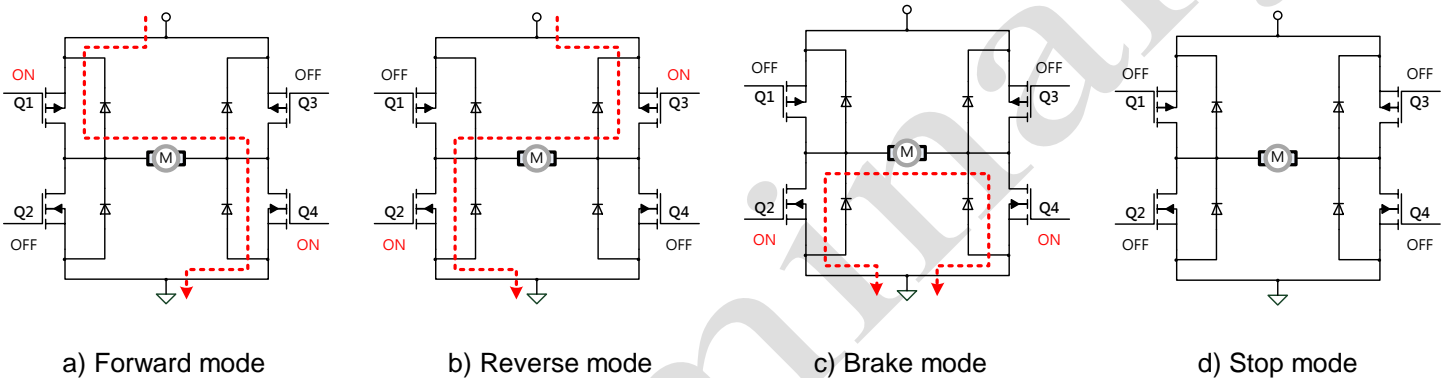 ON
OFF
Q1
Q3
M
Q2
Q4
OFF
ON
OFF
ON
Q1
Q3
M
Q2
Q4
ON
OFF
OFF
OFF
Q1
Q3
M
Q2
Q4
ON
ON
OFF
OFF
Q1
Q3
M
Q2
Q4
OFF
OFF
a) Forward mode
b) Reverse mode
c) Brake mode
d) Stop mode
minar